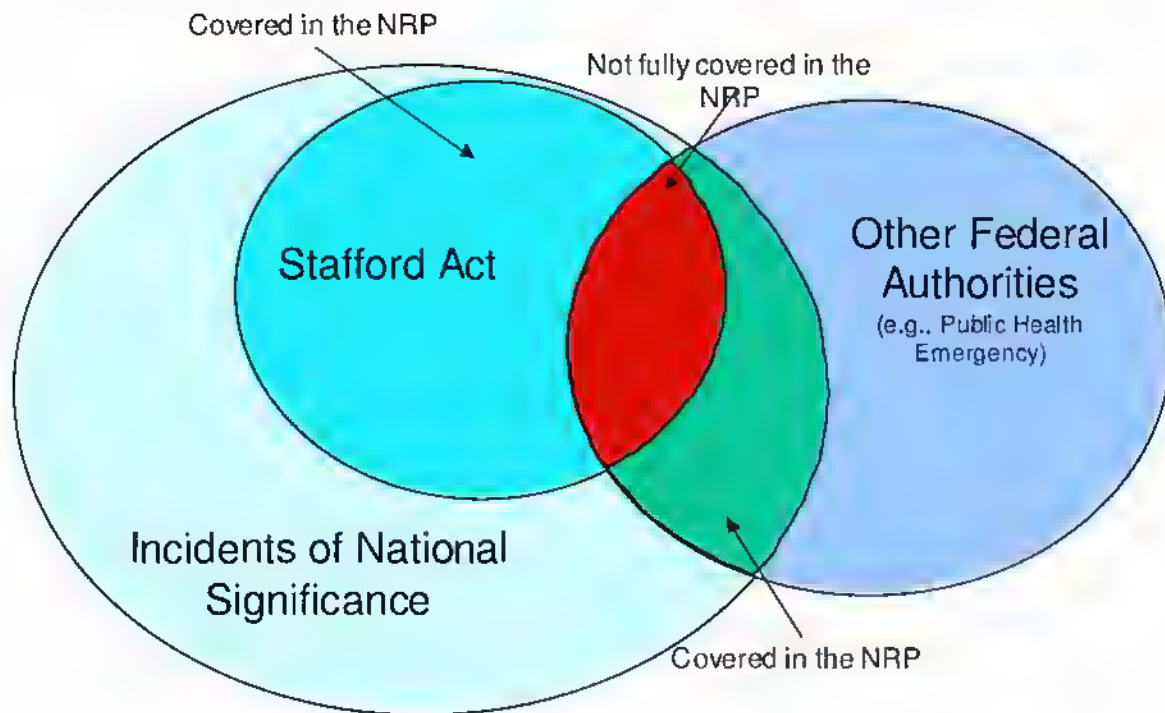 Covered in the NRP
Not fully covered in the
NRP
Stafford Act
Other Federal
Authorities
(e.g.. Public Health
Emergency)
Incidents of National
Significance
Covered in the NRP